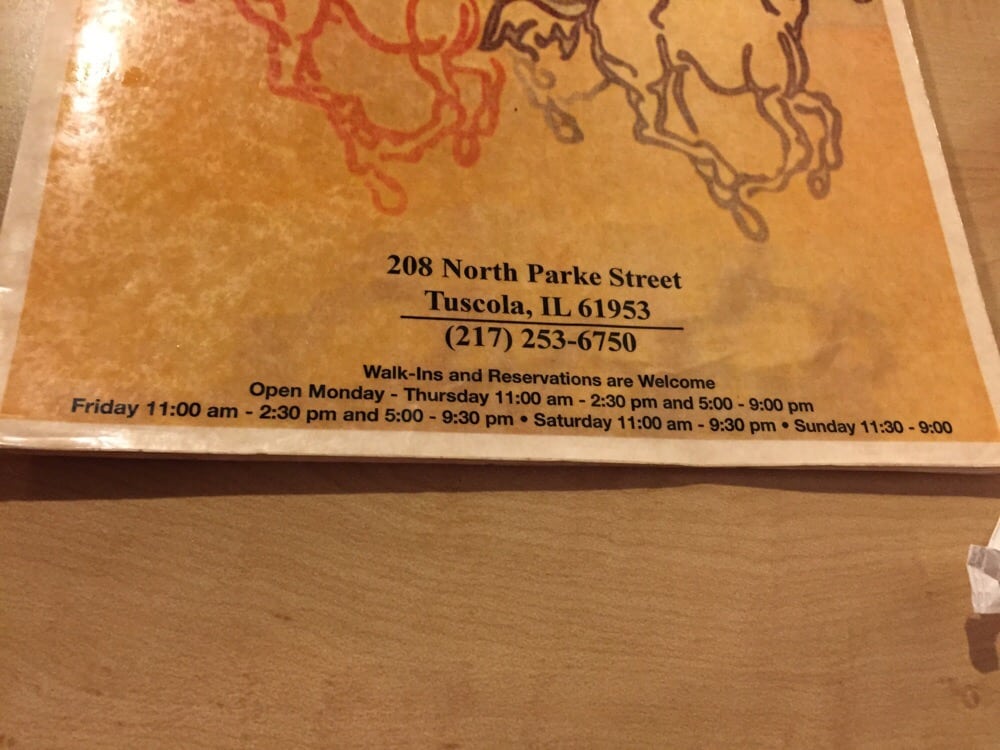 208 North Parke Street
Tuscola, IL 61953
(217) 253-6750
Walk-Ins and Reservations are Welcome
Open Monday - Thursday 11:00 am - 2:30 pm and 5:00 - 9:00 pm
Friday 11:00 am - 2:30 pm and 5:00 - 9:30 pm • Saturday 11:00 am - 9:30 pm • Sunday 11:30 - 9:00